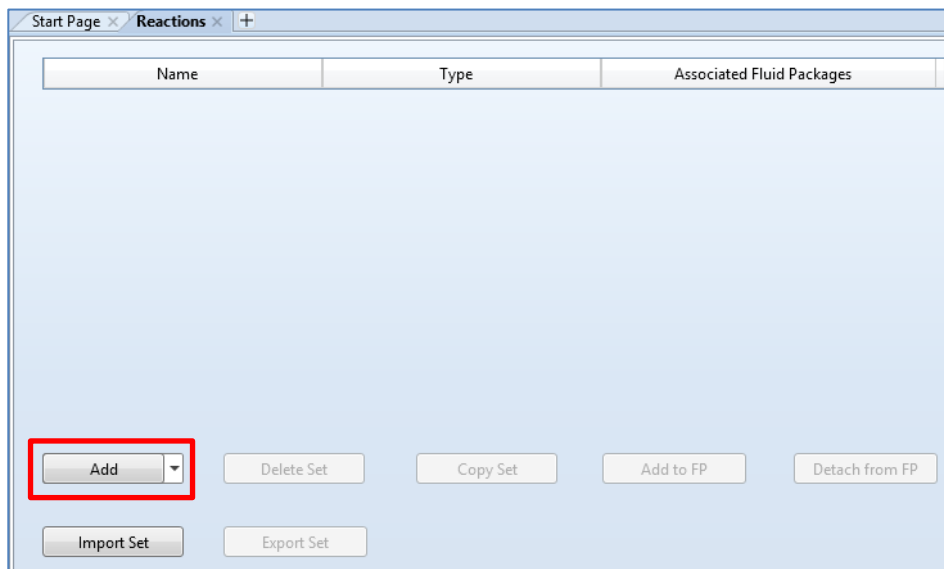 Start Page Reactions
Name Type Associated Fluid Packages
Add Delete Set Copy Set Add to FP Detach from FP
Import Set Export Set